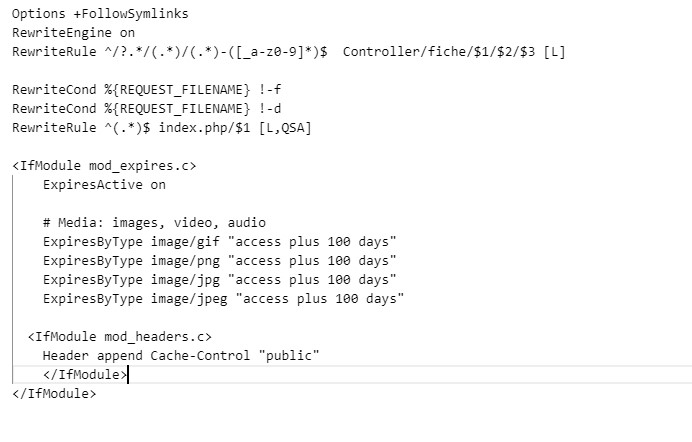 Options +FollowSymlinks
RewriteEngine on
RewriteRule ^/?.*/(.*)/(.*)-([_a-z0-9]*)$  Controller/fiche/$1/$2/$3 [L]
RewriteCond %{REQUEST_FILENAME} !-f
RewriteCond %{REQUEST_FILENAME} !-d
RewriteRule ^(.*)$ index.php/$1 [L,QSA]
<IfModule mod_expires.c>
    ExpiresActive on
    # Media: images, video, audio
    ExpiresByType image/gif "access plus 100 days"
    ExpiresByType image/png "access plus 100 days"
    ExpiresByType image/jpg "access plus 100 days"
    ExpiresByType image/jpeg "access plus 100 days"
  <IfModule mod_headers.c>
    Header append Cache-Control "public"
    </IfModule>
</IfModule>